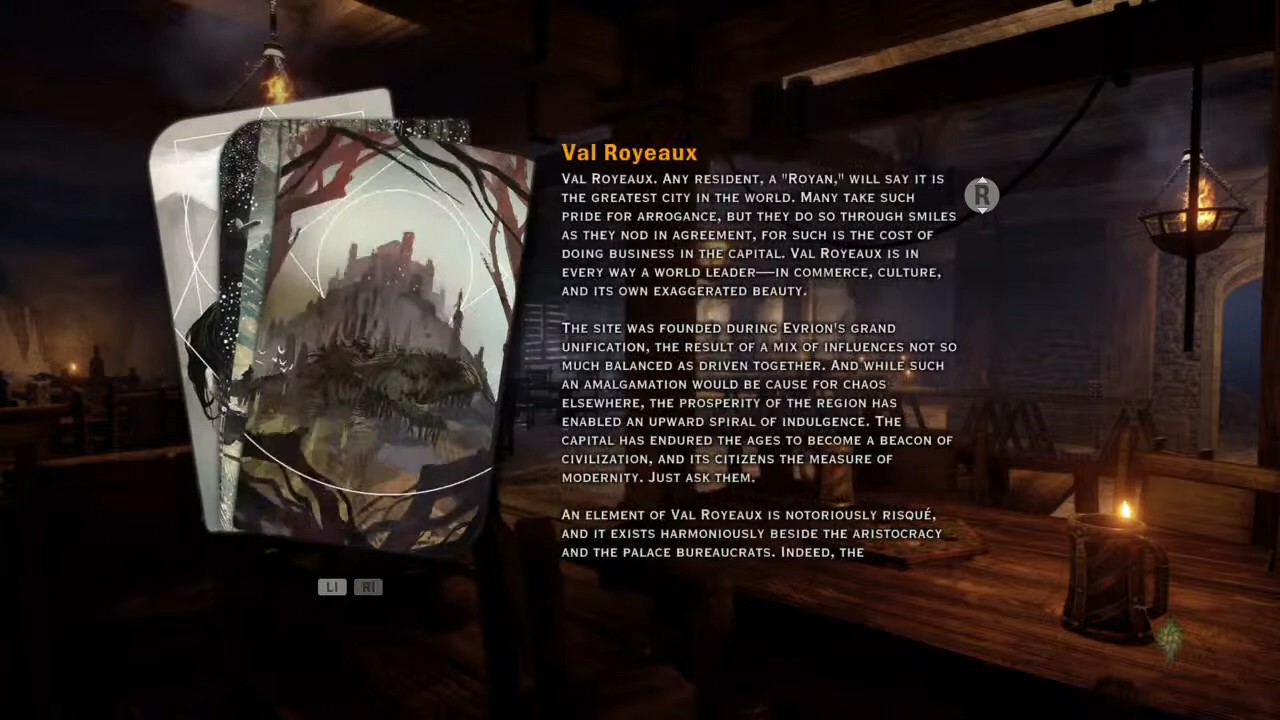 Val Royeaux
VAL ROYEAUX. ANY RESIDENT, A "ROYAN," WILL SAY IT IS
THE GREATEST CITY IN THE WORLD. MANY TAKE SUCH
PRIDE FOR ARROGANCE, BUT THEY DO SO THROUGH SMILES
AS THEY NOD IN AGREEMENT, FOR SUCH IS THE COST OF
DOING BUSINESS IN THE CAPITAL. VAL ROYEAUX IS IN
EVERY WAY A WORLD LEADER—IN COMMERCE, CULTURE,
AND ITS OWN EXAGGERATED BEAUTY.
THE SITE WAS FOUNDED DURING EVRION'S GRAND
UNIFICATION, THE RESULT OF A MIX OF INFLUENCES NOT SO
MUCH BALANCED AS DRIVEN TOGETHER. AND WHILE SUCH
AN AMALGAMATION WOULD BE CAUSE FOR CHAOS
ELSEWHERE, THE PROSPERITY OF THE REGION HAS
ENABLED AN UPWARD SPIRAL OF INDULGENCE. THE
CAPITAL HAS ENDURED THE AGES TO BECOME A BEACON OF
CIVILIZATION, AND ITS CITIZENS THE MEASURE OF
MODERNITY. JUST ASK THEM.
AN ELEMENT OF VAL ROYEAUX IS NOTORIOUSLY RISQUÉ,
AND IT EXISTS HARMONIOUSLY BESIDE THE ARISTOCRACY
AND THE PALACE BUREAUCRATS. INDEED, THE
R
L1 R1